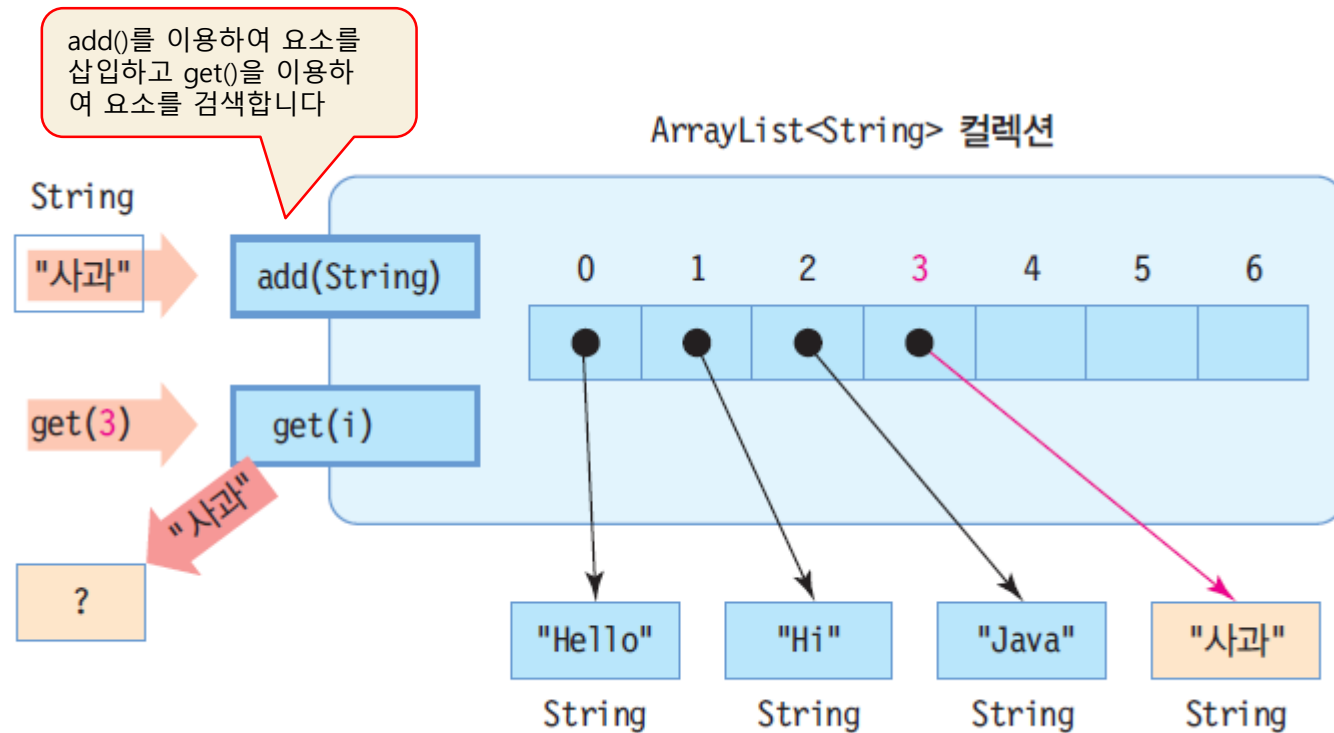 add()를 이용하여 요소를
삽입하고 get()을 이용하
여 요소를 검색합니다
ArrayList<String> 컬렉션
String
"사과"
add(String)
0 1 2 3 4 5 6
get(3)
get(i)
"사과"
?
"Hello" "Hi" "Java" "사과"
String String String String